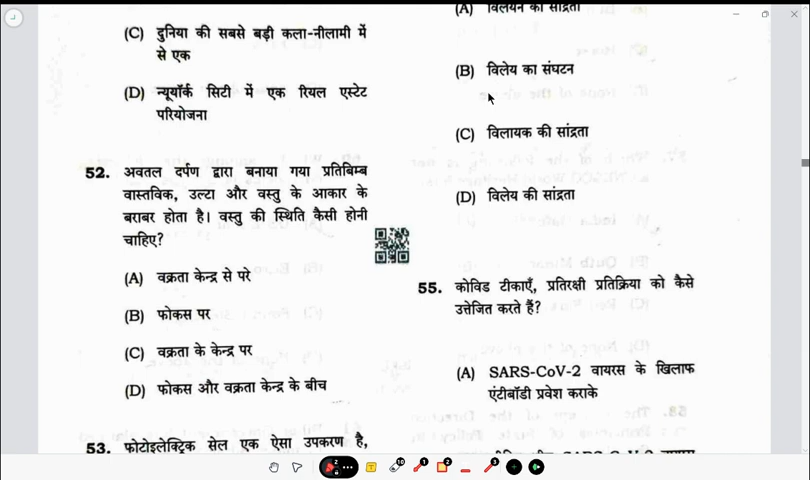 (C) दुनिया की सबसे बड़ी कला-नीलामी में
से एक
(D) न्यूयॉर्क सिटी में एक रियल एस्टेट
परियोजना
52. अवतल दर्पण द्वारा बनाया गया प्रतिबिम्ब
वास्तविक, उल्टा और वस्तु के आकार के
बराबर होता है। वस्तु की स्थिति कैसी होनी
चाहिए?
(A) वक्रता केन्द्र से परे
(B) फोकस पर
(C) वक्रता के केन्द्र पर
(D) फोकस और वक्रता केन्द्र के बीच
53. फोटोइलेक्ट्रिक सेल एक ऐसा उपकरण है,
(A) विलयन की सांद्रता
(B) विलेय का संघटन
(C) विलायक की सांद्रता
(D) विलेय की सांद्रता
55. कोविड टीकाएँ, प्रतिरक्षी प्रतिक्रिया को कैसे
उत्तेजित करते हैं?
(A) SARS-CoV-2 वायरस के खिलाफ
एंटीबॉडी प्रवेश कराके